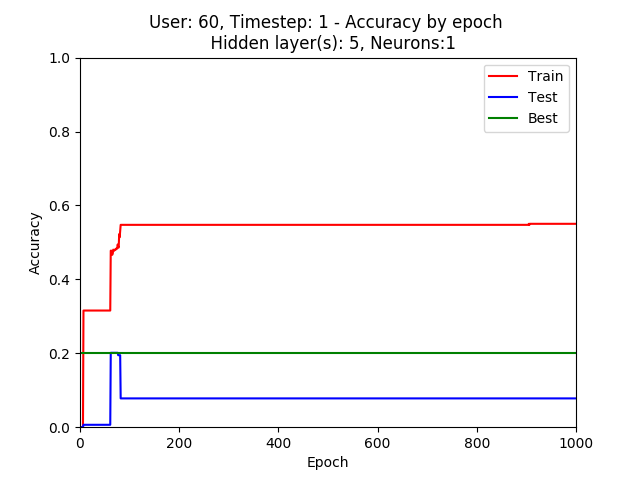 User: 60, Timestep: 1 - Accuracy by epoch
Hidden layer(s): 5, Neurons:1
Train
Test
Best
Accuracy
1.0
0.8
0.6
0.4
0.2
0.0
0 200 400 600 800 1000
Epoch